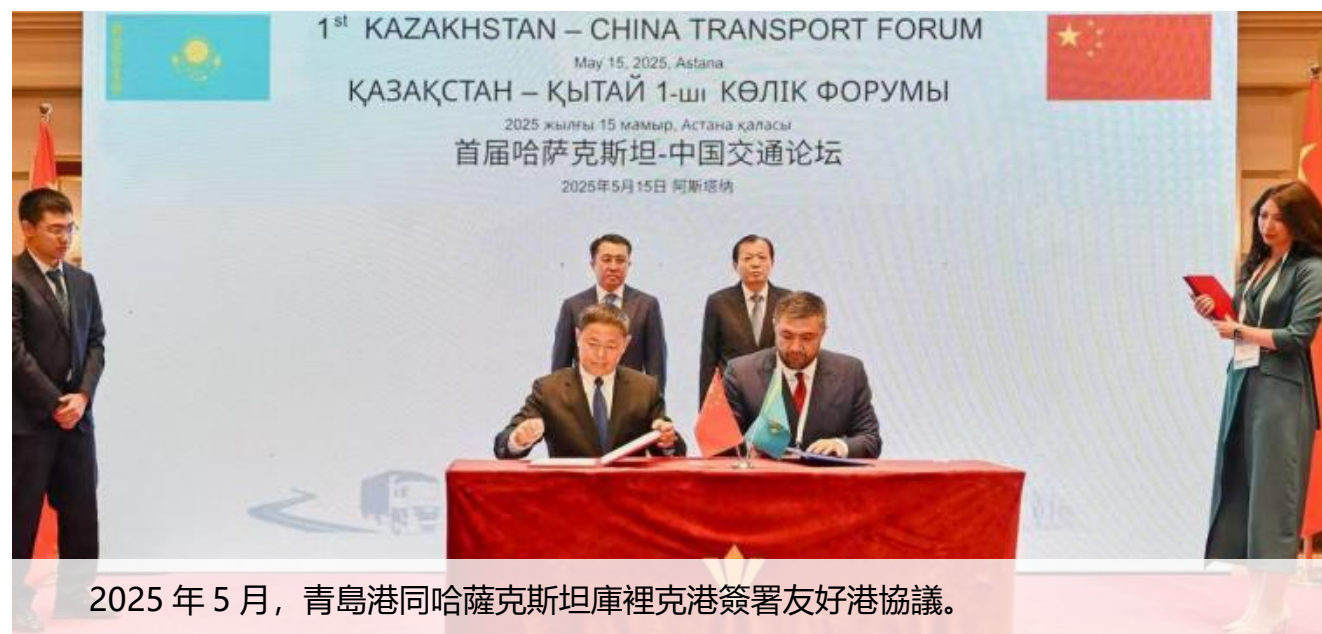 1st KAZAKHSTAN – CHINA TRANSPORT FORUM
May 15, 2025, Astana
ҚАЗАҚСТАН – ҚЫТАЙ 1-ші КӨЛІК ФОРУМЫ
2025 жылғы 15 мамыр, Астана қаласы
首届哈萨克斯坦-中国交通论坛
2025年5月15日 阿斯塔纳
2025 年 5 月，青島港同哈薩克斯坦庫裡克港簽署友好港協議。